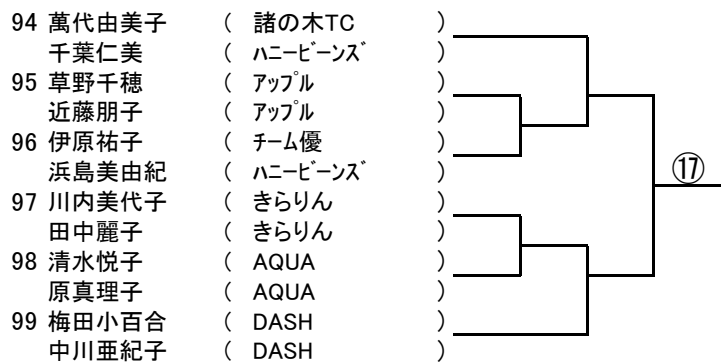 94 萬代由美子 ( 諸の木TC )
千葉仁美 ( ﾊﾆｰﾋﾞｰﾝｽﾞ )
95 草野千穂 ( ｱｯﾌﾟﾙ )
近藤朋子 ( ｱｯﾌﾟﾙ )
96 伊原祐子 ( ﾁｰﾑ優 )
浜島美由紀 ( ﾊﾆｰﾋﾞｰﾝｽﾞ )
97 川内美代子 ( きらりん )
⑰
田中麗子 ( きらりん )
98 清水悦子 ( AQUA )
原真理子 ( AQUA )
99 梅田小百合 ( DASH )
中川亜紀子 ( DASH )